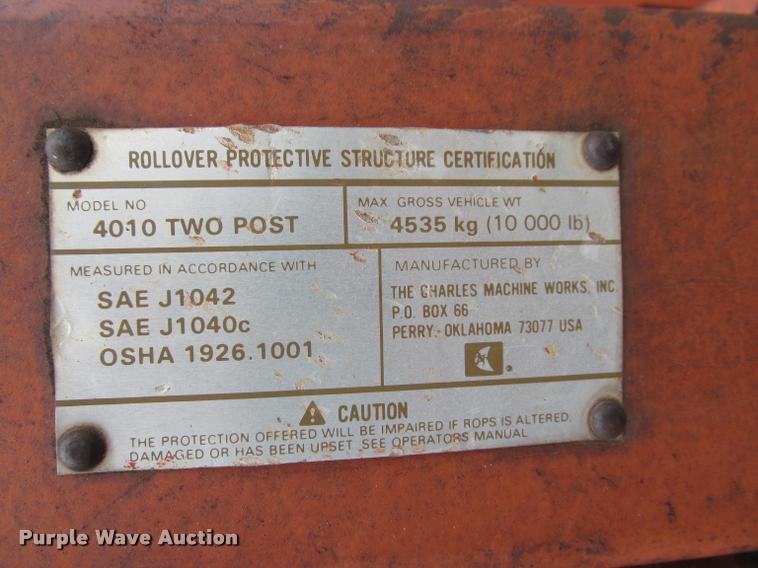 ROLLOVER PROTECTIVE STRUCTURE CERTIFICATION
MODEL NO
4010 TWO POST
MAX GROSS VEHICLE WT
4535 kg (10 000 lb)
MEASURED IN ACCORDANCE WITH
SAE J1042
SAE J1040c
OSHA 1926.1001
MANUFACTURED BY
THE CHARLES MACHINE WORKS, INC.
P.O. BOX 66
PERRY, OKLAHOMA 73077 USA
CAUTION
THE PROTECTION OFFERED WILL BE IMPAIRED IF ROPS IS ALTERED,
DAMAGED OR HAS BEEN UPSET. SEE OPERATORS MANUAL
Purple Wave Auction